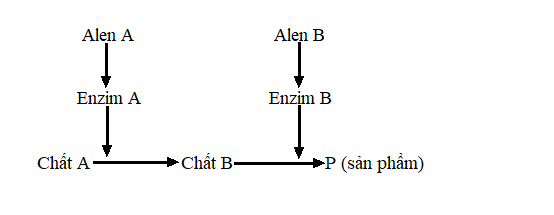 Alen A Alen B
Enzim A Enzim B
Chất A Chất B P (sản phẩm)